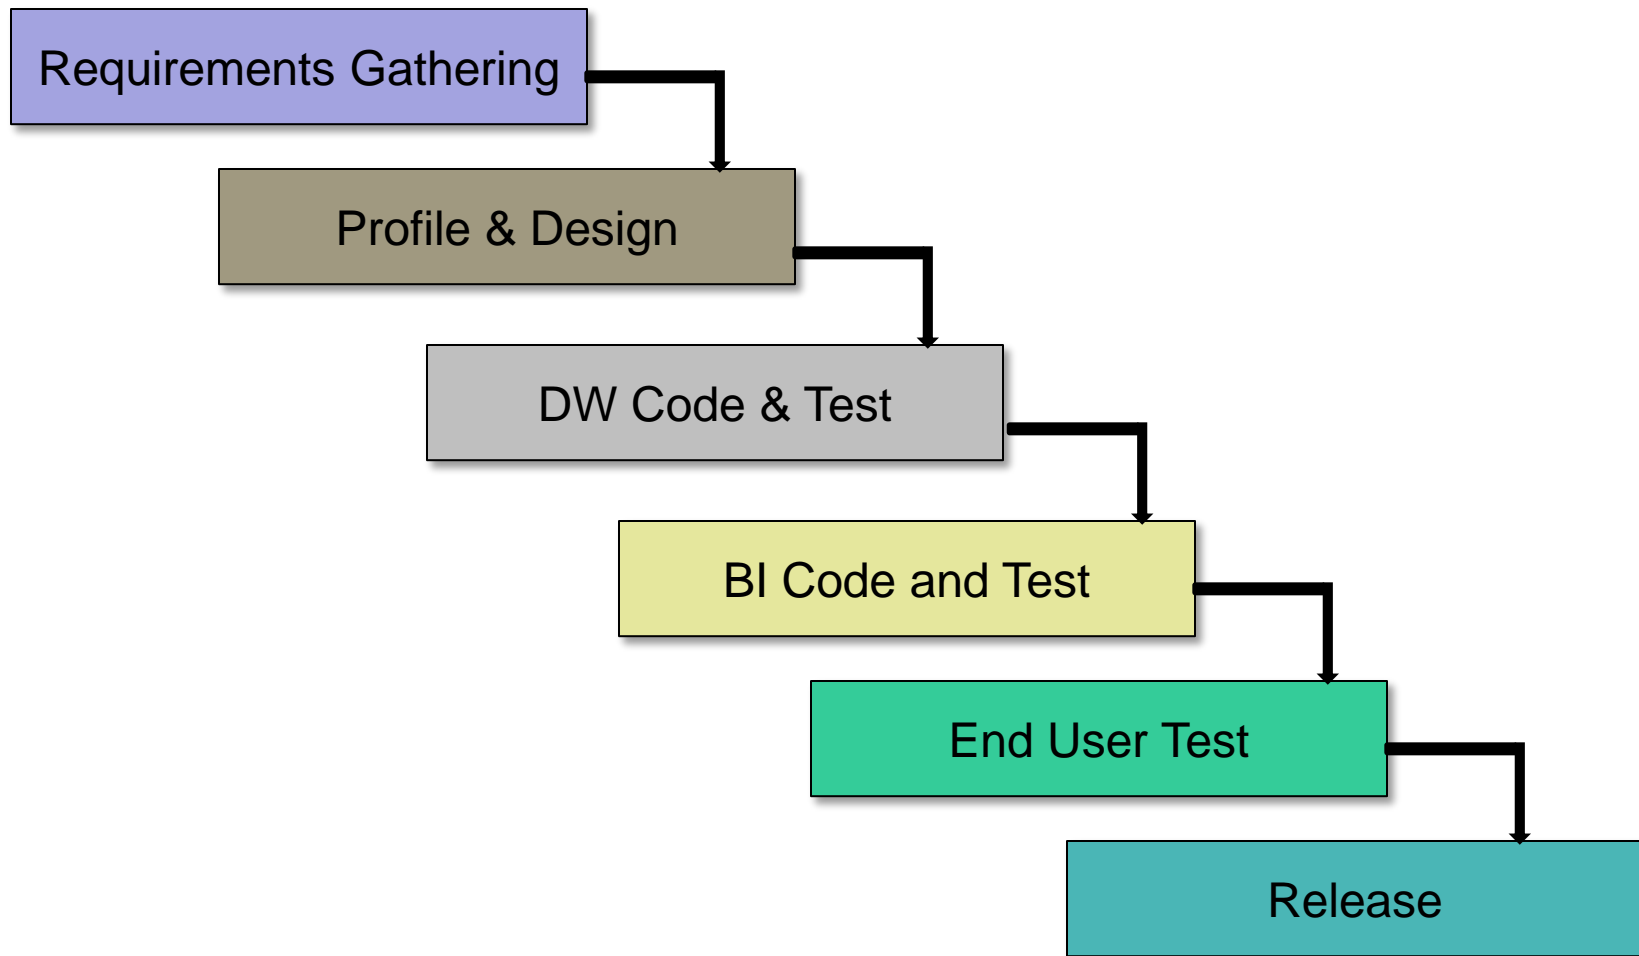 Requirements Gathering
Profile & Design
DW Code & Test
BI Code and Test
End User Test
Release